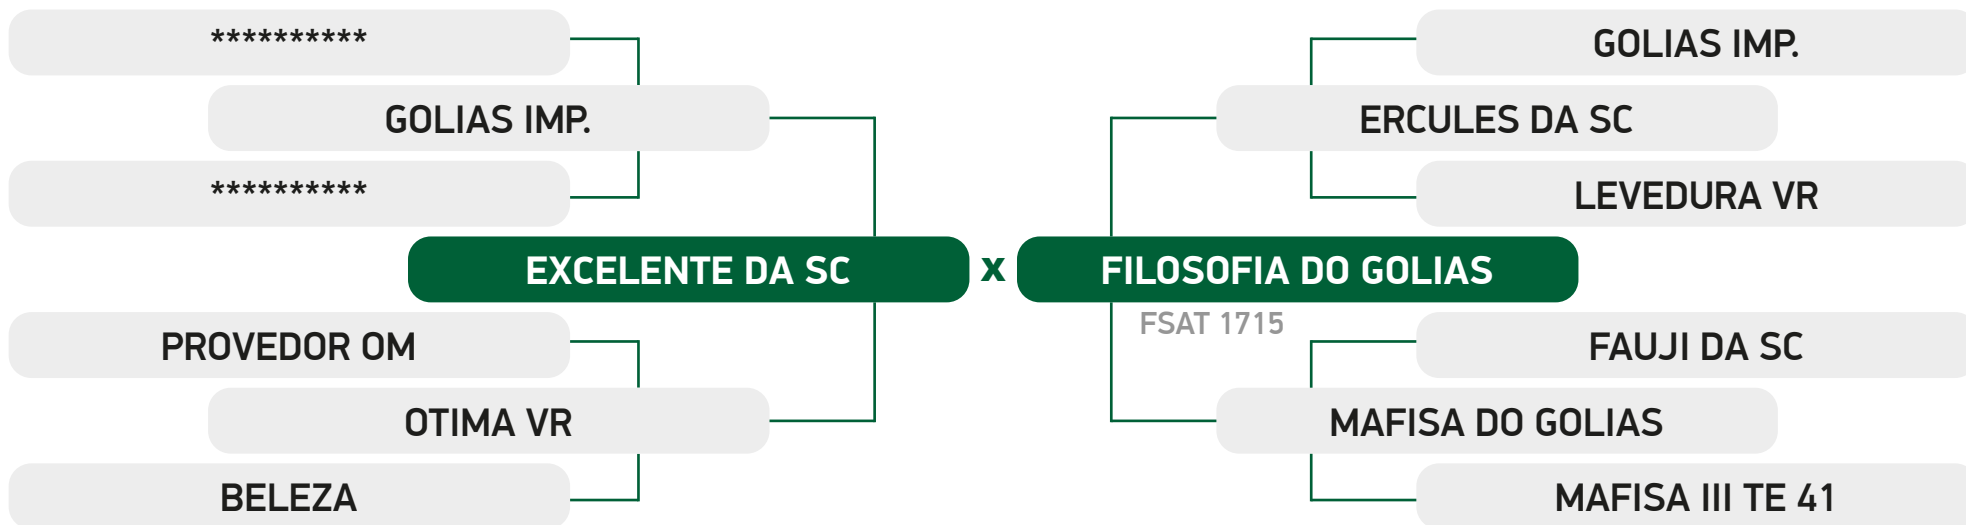 **********
GOLIAS IMP.
**********
EXCELENTE DA SC
PROVEDOR OM
OTIMA VR
BELEZA
x
GOLIAS IMP.
ERCULES DA SC
LEVEDURA VR
FILOSOFIA DO GOLIAS
FSAT 1715
FAUJI DA SC
MAFISA DO GOLIAS
MAFISA III TE 41